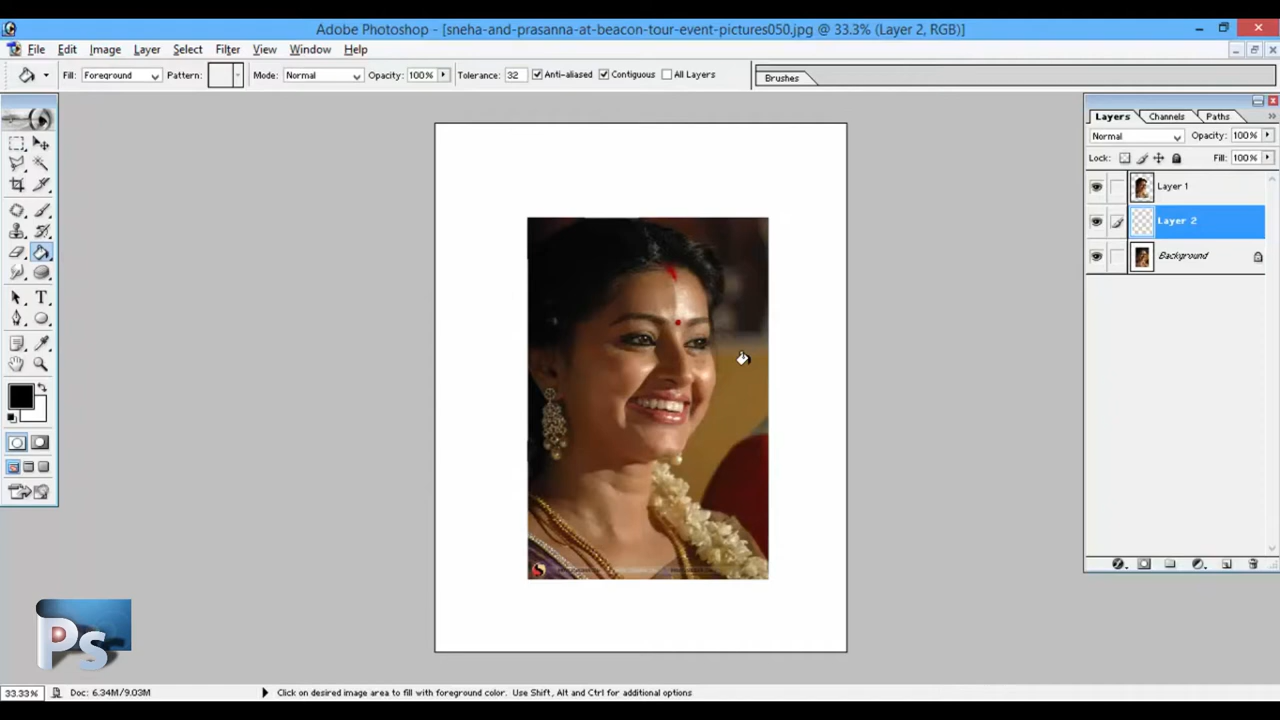 Adobe Photoshop - [sneha-and-prasanna-at-beacon-tour-event-pictures050.jpg @ 33.3% (Layer 2, RGB)]
File Edit Image Layer Select Filter View Window Help
Fill: Foreground Pattern: Mode: Normal Opacity: 100% Tolerance: 32 Anti-aliased Contiguous All Layers Brushes
Layers Channels Paths
Normal Opacity: 100%
Lock: Fill: 100%
Layer 1
Layer 2
Background
T
Ps
33.33% Doc: 6.34M/9.03M Click on desired image area to fill with foreground color. Use Shift, Alt and Ctrl for additional options